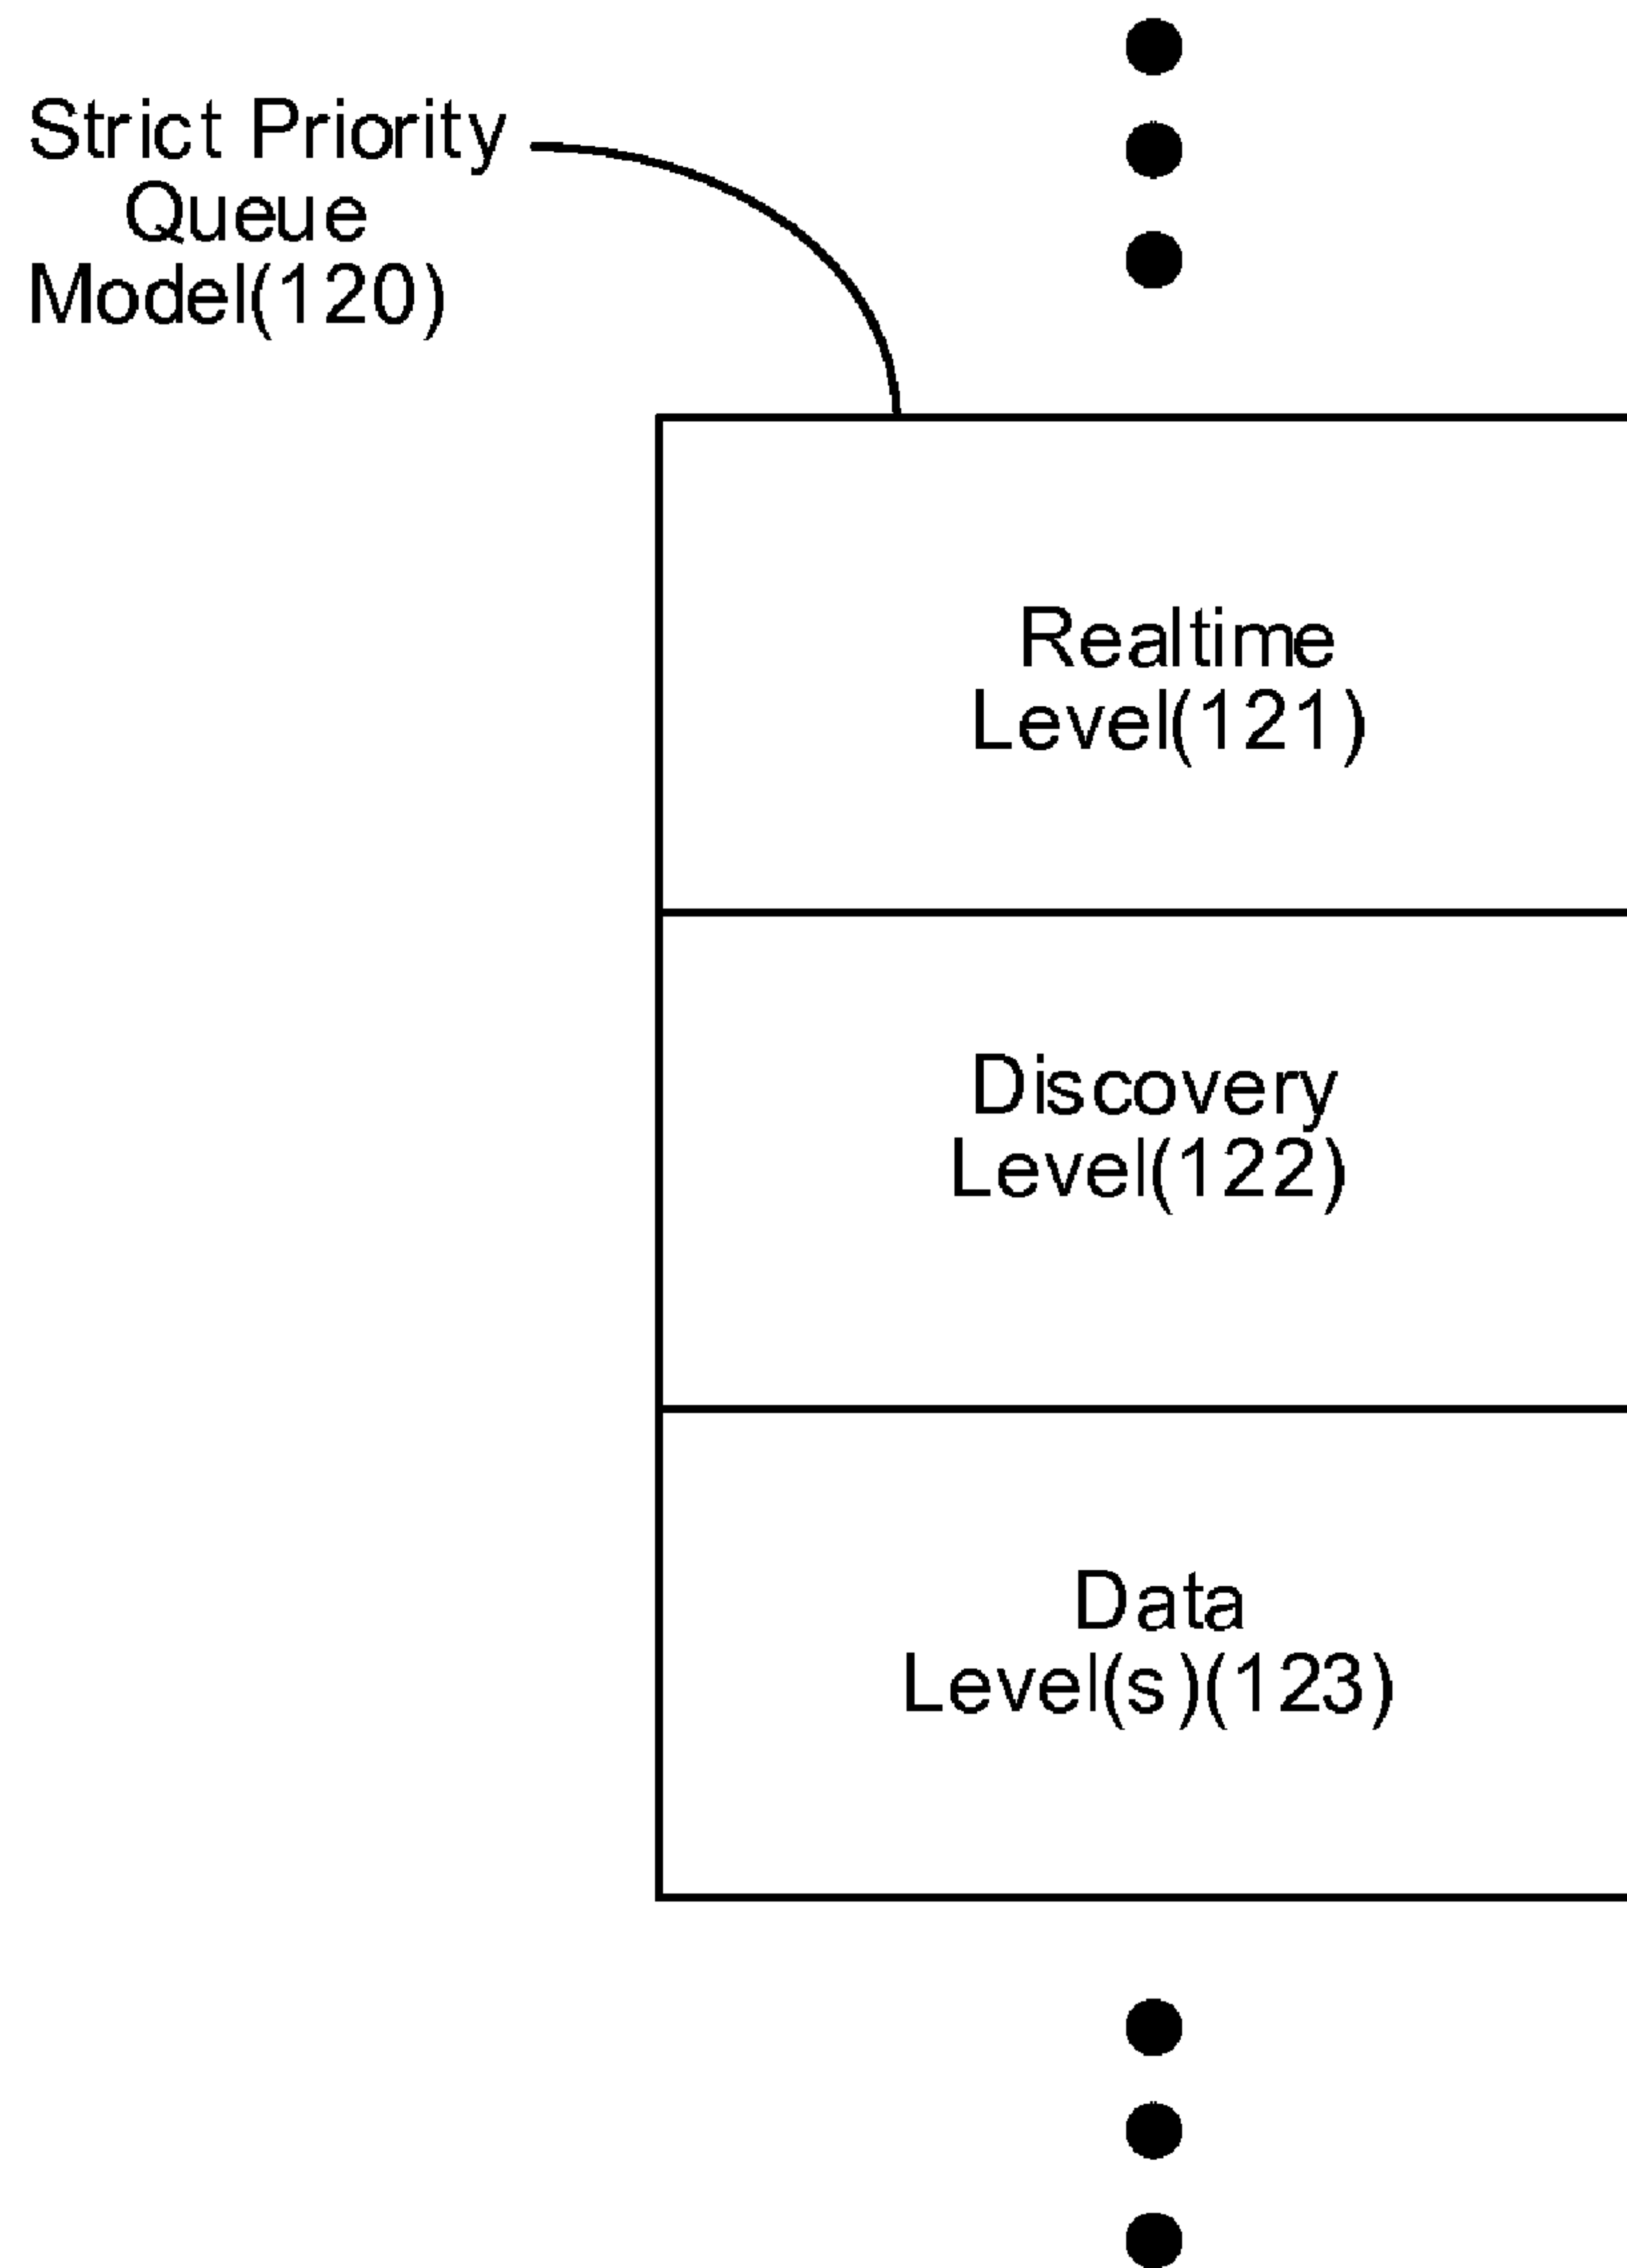 Strict Priority
Queue
Model(120)
Realtime
Level(121)
Discovery
Level(122)
Data
Level(s)(123)